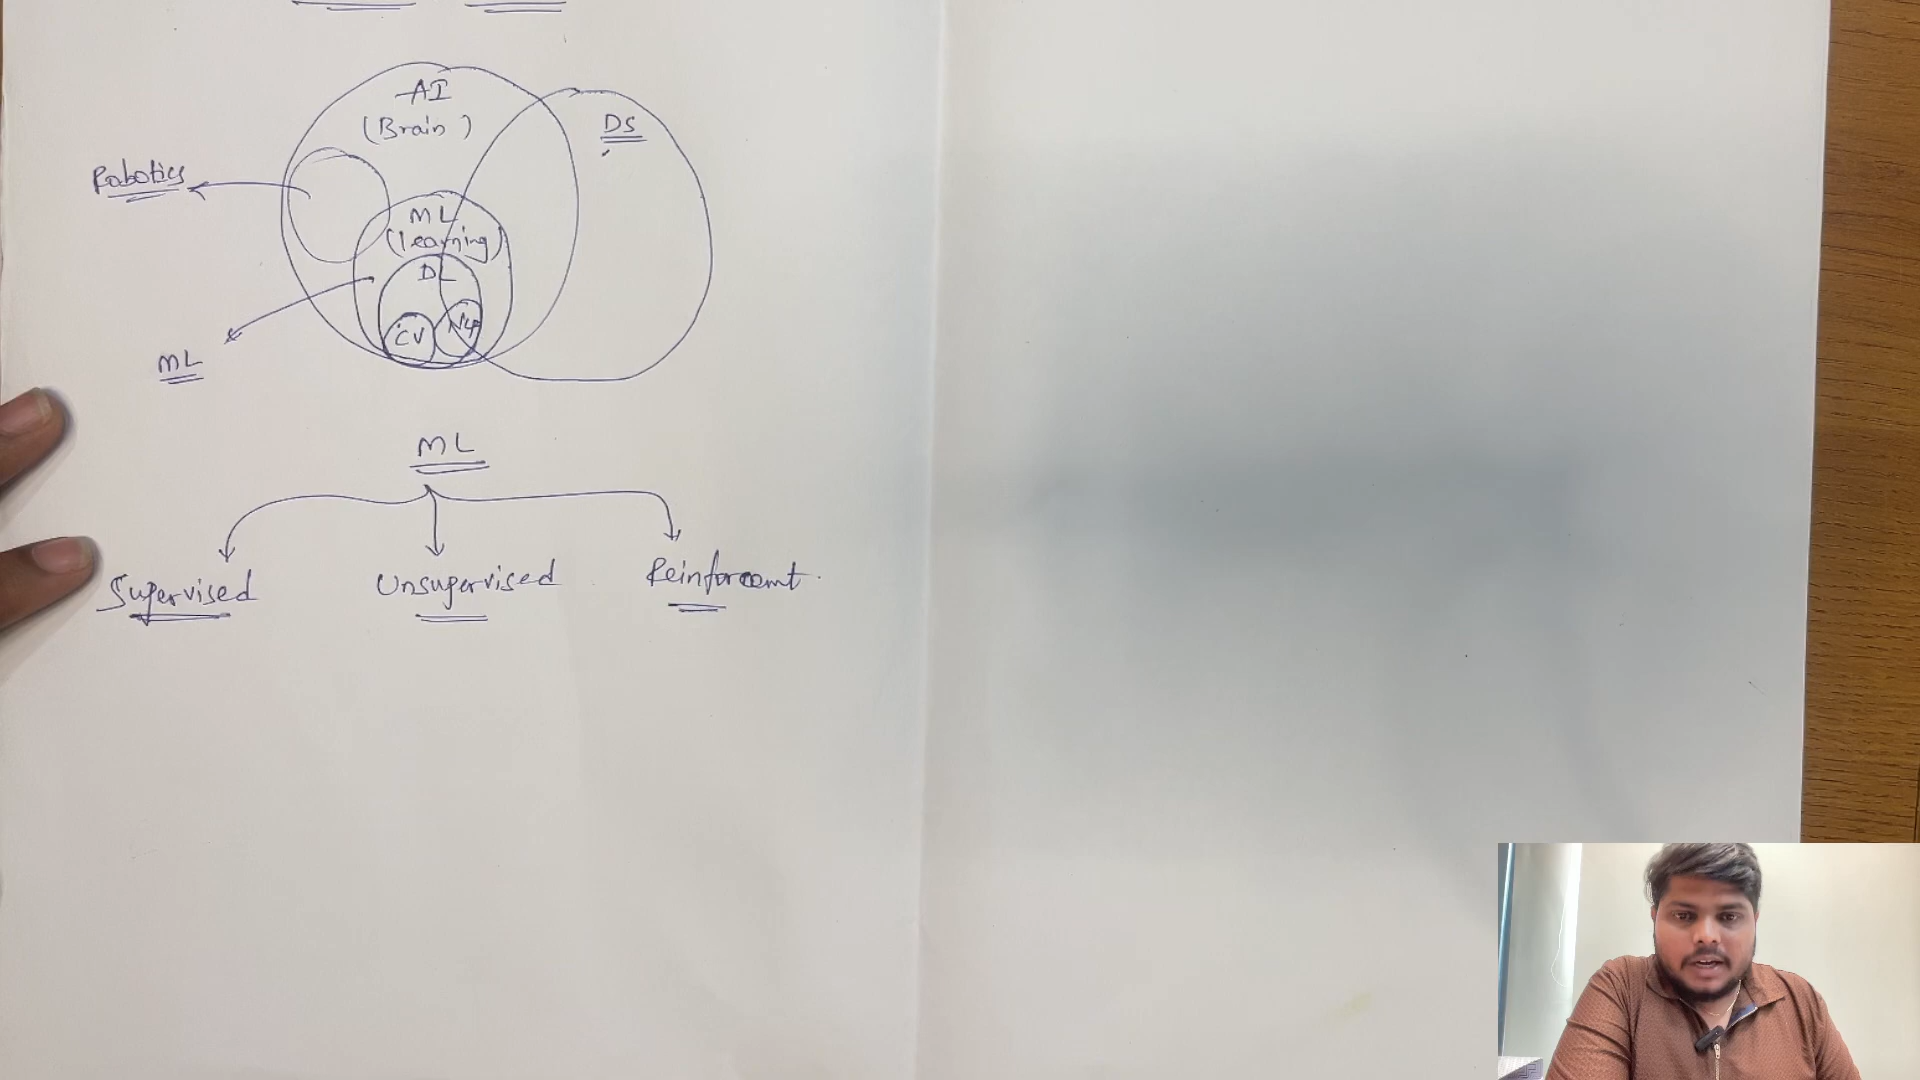 AI
(Brain)
DS
Robotics
ML
(learning)
DL
CV
NLP
ML
ML
Supervised
Unsupervised
Reinforcemt.